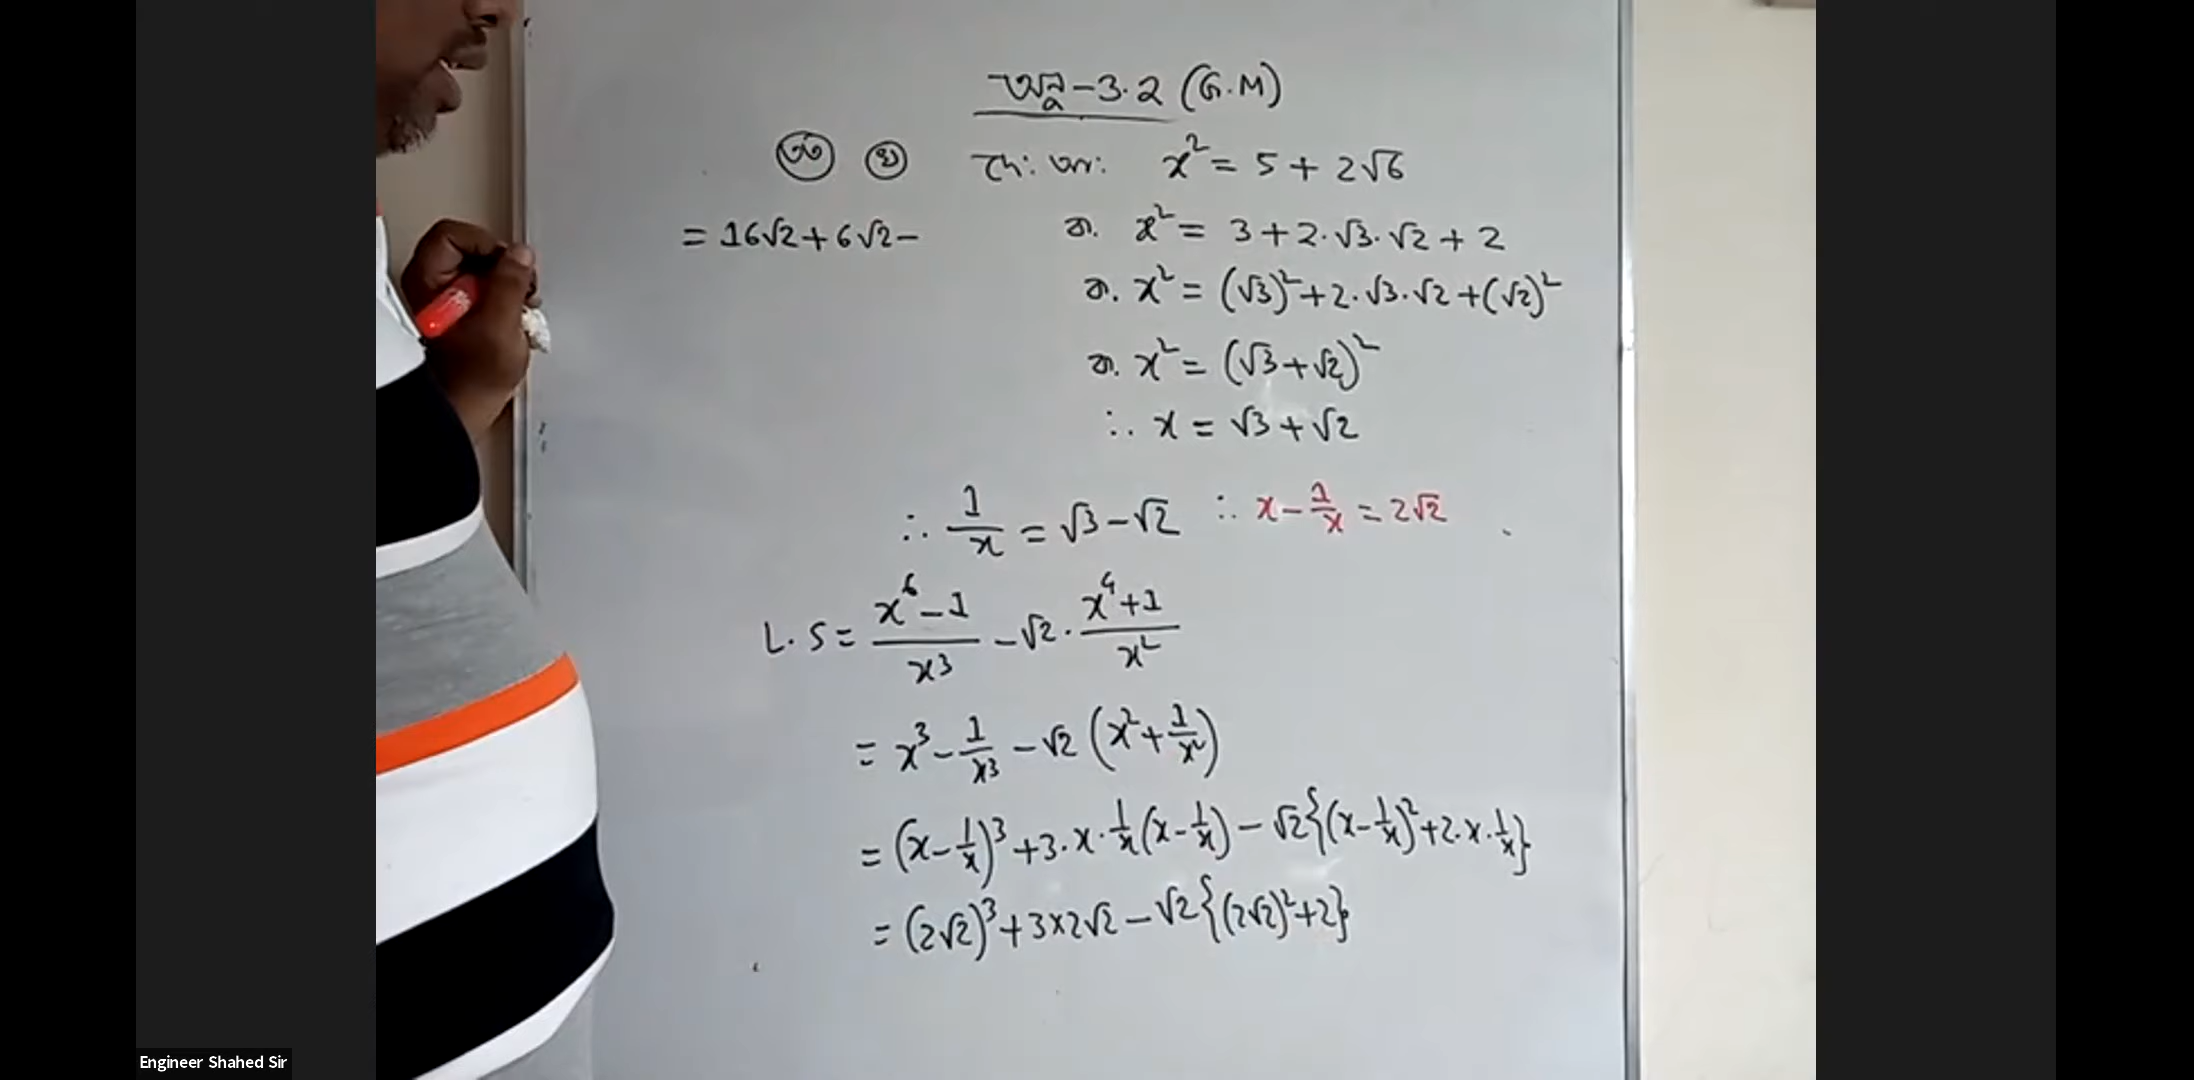 অনু-3.2 (G.M)
৩৩ ঘ দে: আ: x² = 5 + 2√6
বা. x² = 3 + 2·√3·√2 + 2
বা. x² = (√3)² + 2·√3·√2 + (√2)²
বা. x² = (√3 + √2)²
∴ x = √3 + √2
∴ 1/x = √3 - √2 ∴ x - 1/x = 2√2
L.S = (x⁶ - 1)/x³ - √2 · (x⁴ + 1)/x²
= x³ - 1/x³ - √2 (x² + 1/x²)
= (x - 1/x)³ + 3·x·1/x (x - 1/x) - √2 {(x - 1/x)² + 2·x·1/x}
= (2√2)³ + 3×2√2 - √2 {(2√2)² + 2}
= 16√2 + 6√2 -
Engineer Shahed Sir